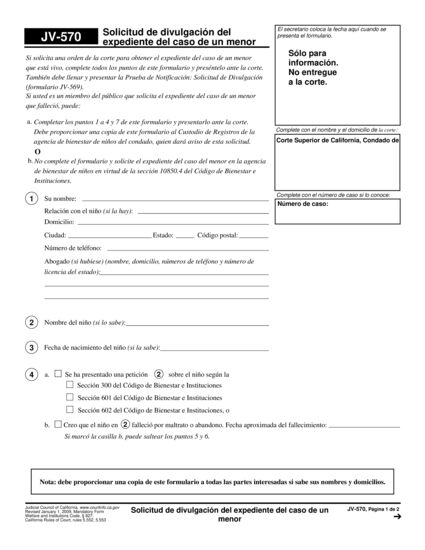 JV-570
Solicitud de divulgación del
expediente del caso de un menor
El secretario coloca la fecha aquí cuando se
presenta el formulario.
Sólo para
información.
No entregue
a la corte.
Si solicita una orden de la corte para obtener el expediente del caso de un menor
que está vivo, complete todos los puntos de este formulario y preséntelo ante la corte.
También debe llenar y presentar la Prueba de Notificación: Solicitud de Divulgación
(formulario JV-569).
Si usted es un miembro del público que solicita el expediente del caso de un menor
que falleció, puede:
a. Completar los puntos 1 a 4 y 7 de este formulario y presentarlo ante la corte.
Debe proporcionar una copia de este formulario al Custodio de Registros de la
agencia de bienestar de niños del condado, quien dará aviso de esta solicitud.
O
b. No complete el formulario y solicite el expediente del caso del menor en la agencia
de bienestar de niños en virtud de la sección 10850.4 del Código de Bienestar e
Instituciones.
Complete con el nombre y el domicilio de la corte:
Corte Superior de California, Condado de
Complete con el número de caso si lo conoce:
Número de caso:
1 Su nombre:
Relación con el niño (si la hay):
Domicilio:
Ciudad: Estado: Código postal:
Número de teléfono:
Abogado (si hubiese) (nombre, domicilio, números de teléfono y número de
licencia del estado):
2 Nombre del niño (si lo sabe):
3 Fecha de nacimiento del niño (si la sabe):
4 a. Se ha presentado una petición 2 sobre el niño según la
Sección 300 del Código de Bienestar e Instituciones
Sección 601 del Código de Bienestar e Instituciones
Sección 602 del Código de Bienestar e Instituciones, o
b. Creo que el niño en 2 falleció por maltrato o abandono. Fecha aproximada del fallecimiento:
Si marcó la casilla b, puede saltear los puntos 5 y 6.
Nota: debe proporcionar una copia de este formulario a todas las partes interesadas si sabe sus nombres y domicilios.
Judicial Council of California, www.courtinfo.ca.gov
Revised January 1, 2009, Mandatory Form
Welfare and Institutions Code, § 827;
California Rules of Court, rules 5.552, 5.553
Solicitud de divulgación del expediente del caso de un
menor
JV-570, Página 1 de 2